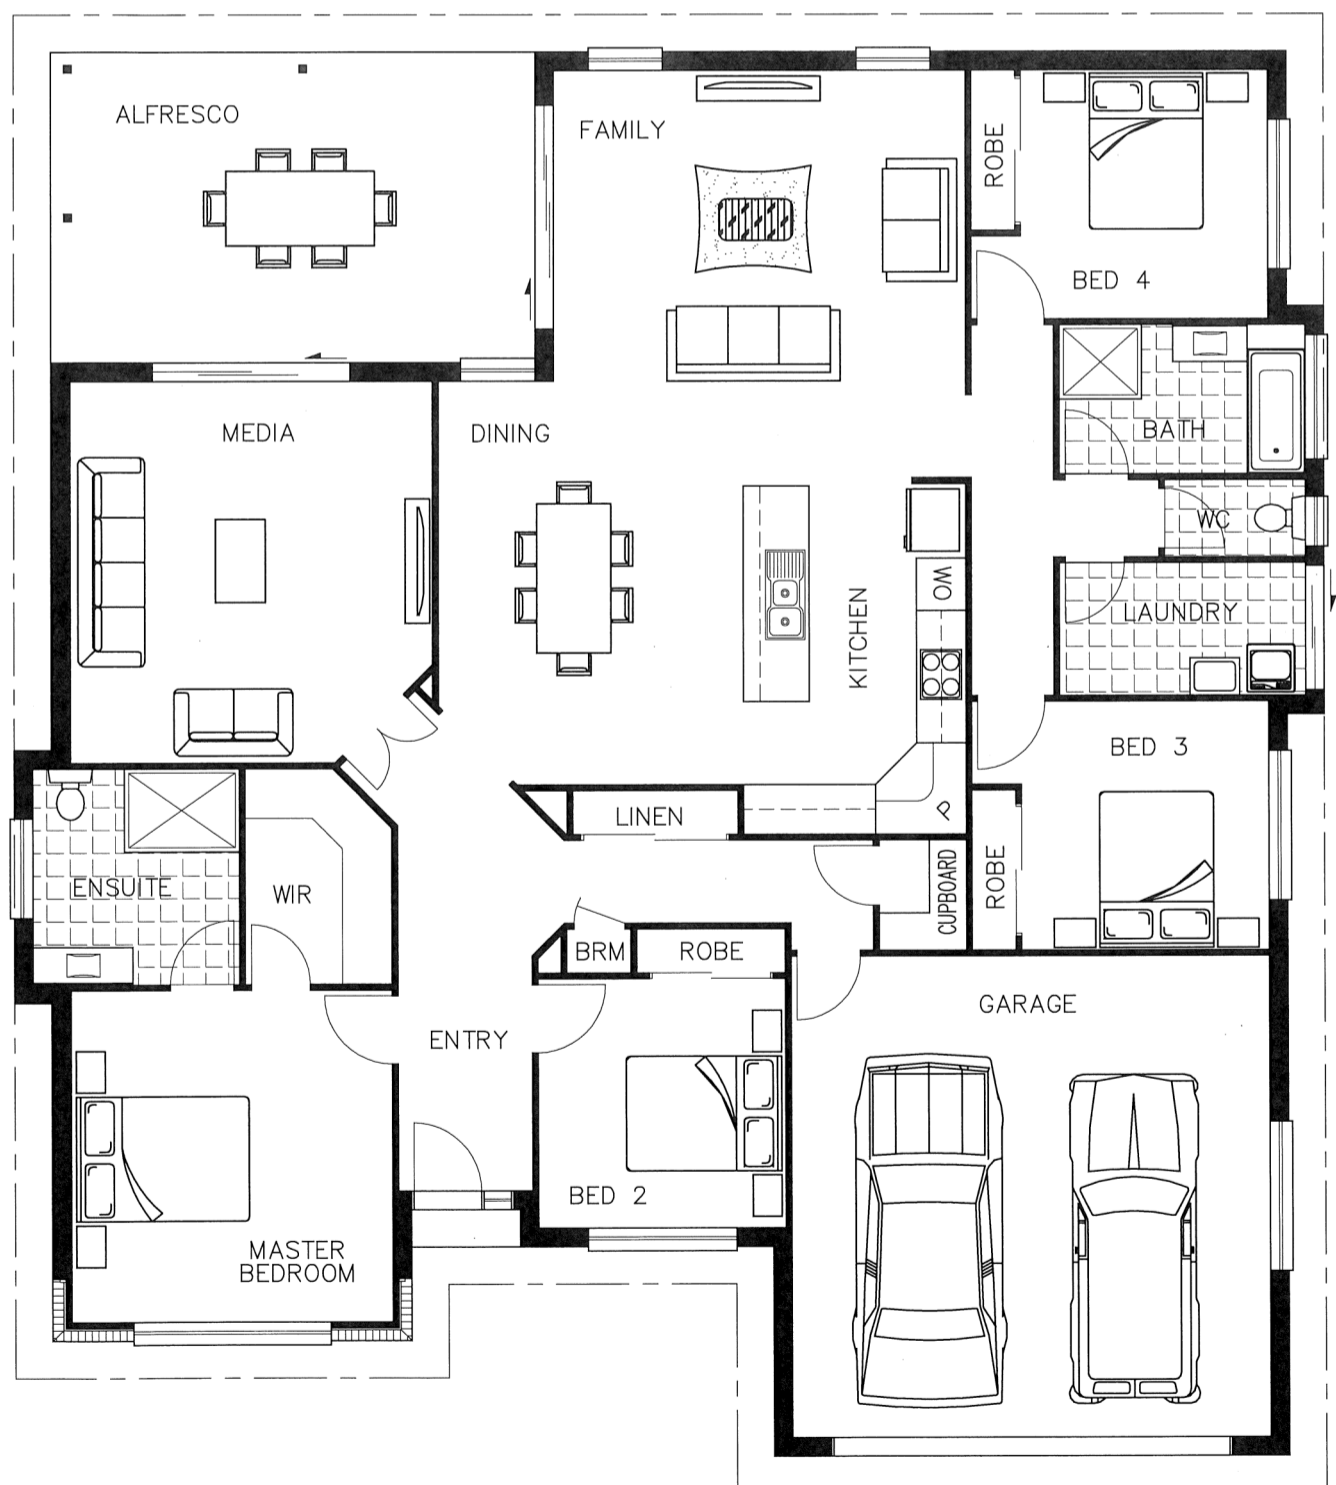 ALFRESCO
FAMILY
ROBE
BED 4
MEDIA
DINING
BATH
WC
OM
KITCHEN
LAUNDRY
BED 3
P
LINEN
ENSUITE
WIR
CUPBOARD
ROBE
BRM
ROBE
GARAGE
ENTRY
BED 2
MASTER
BEDROOM